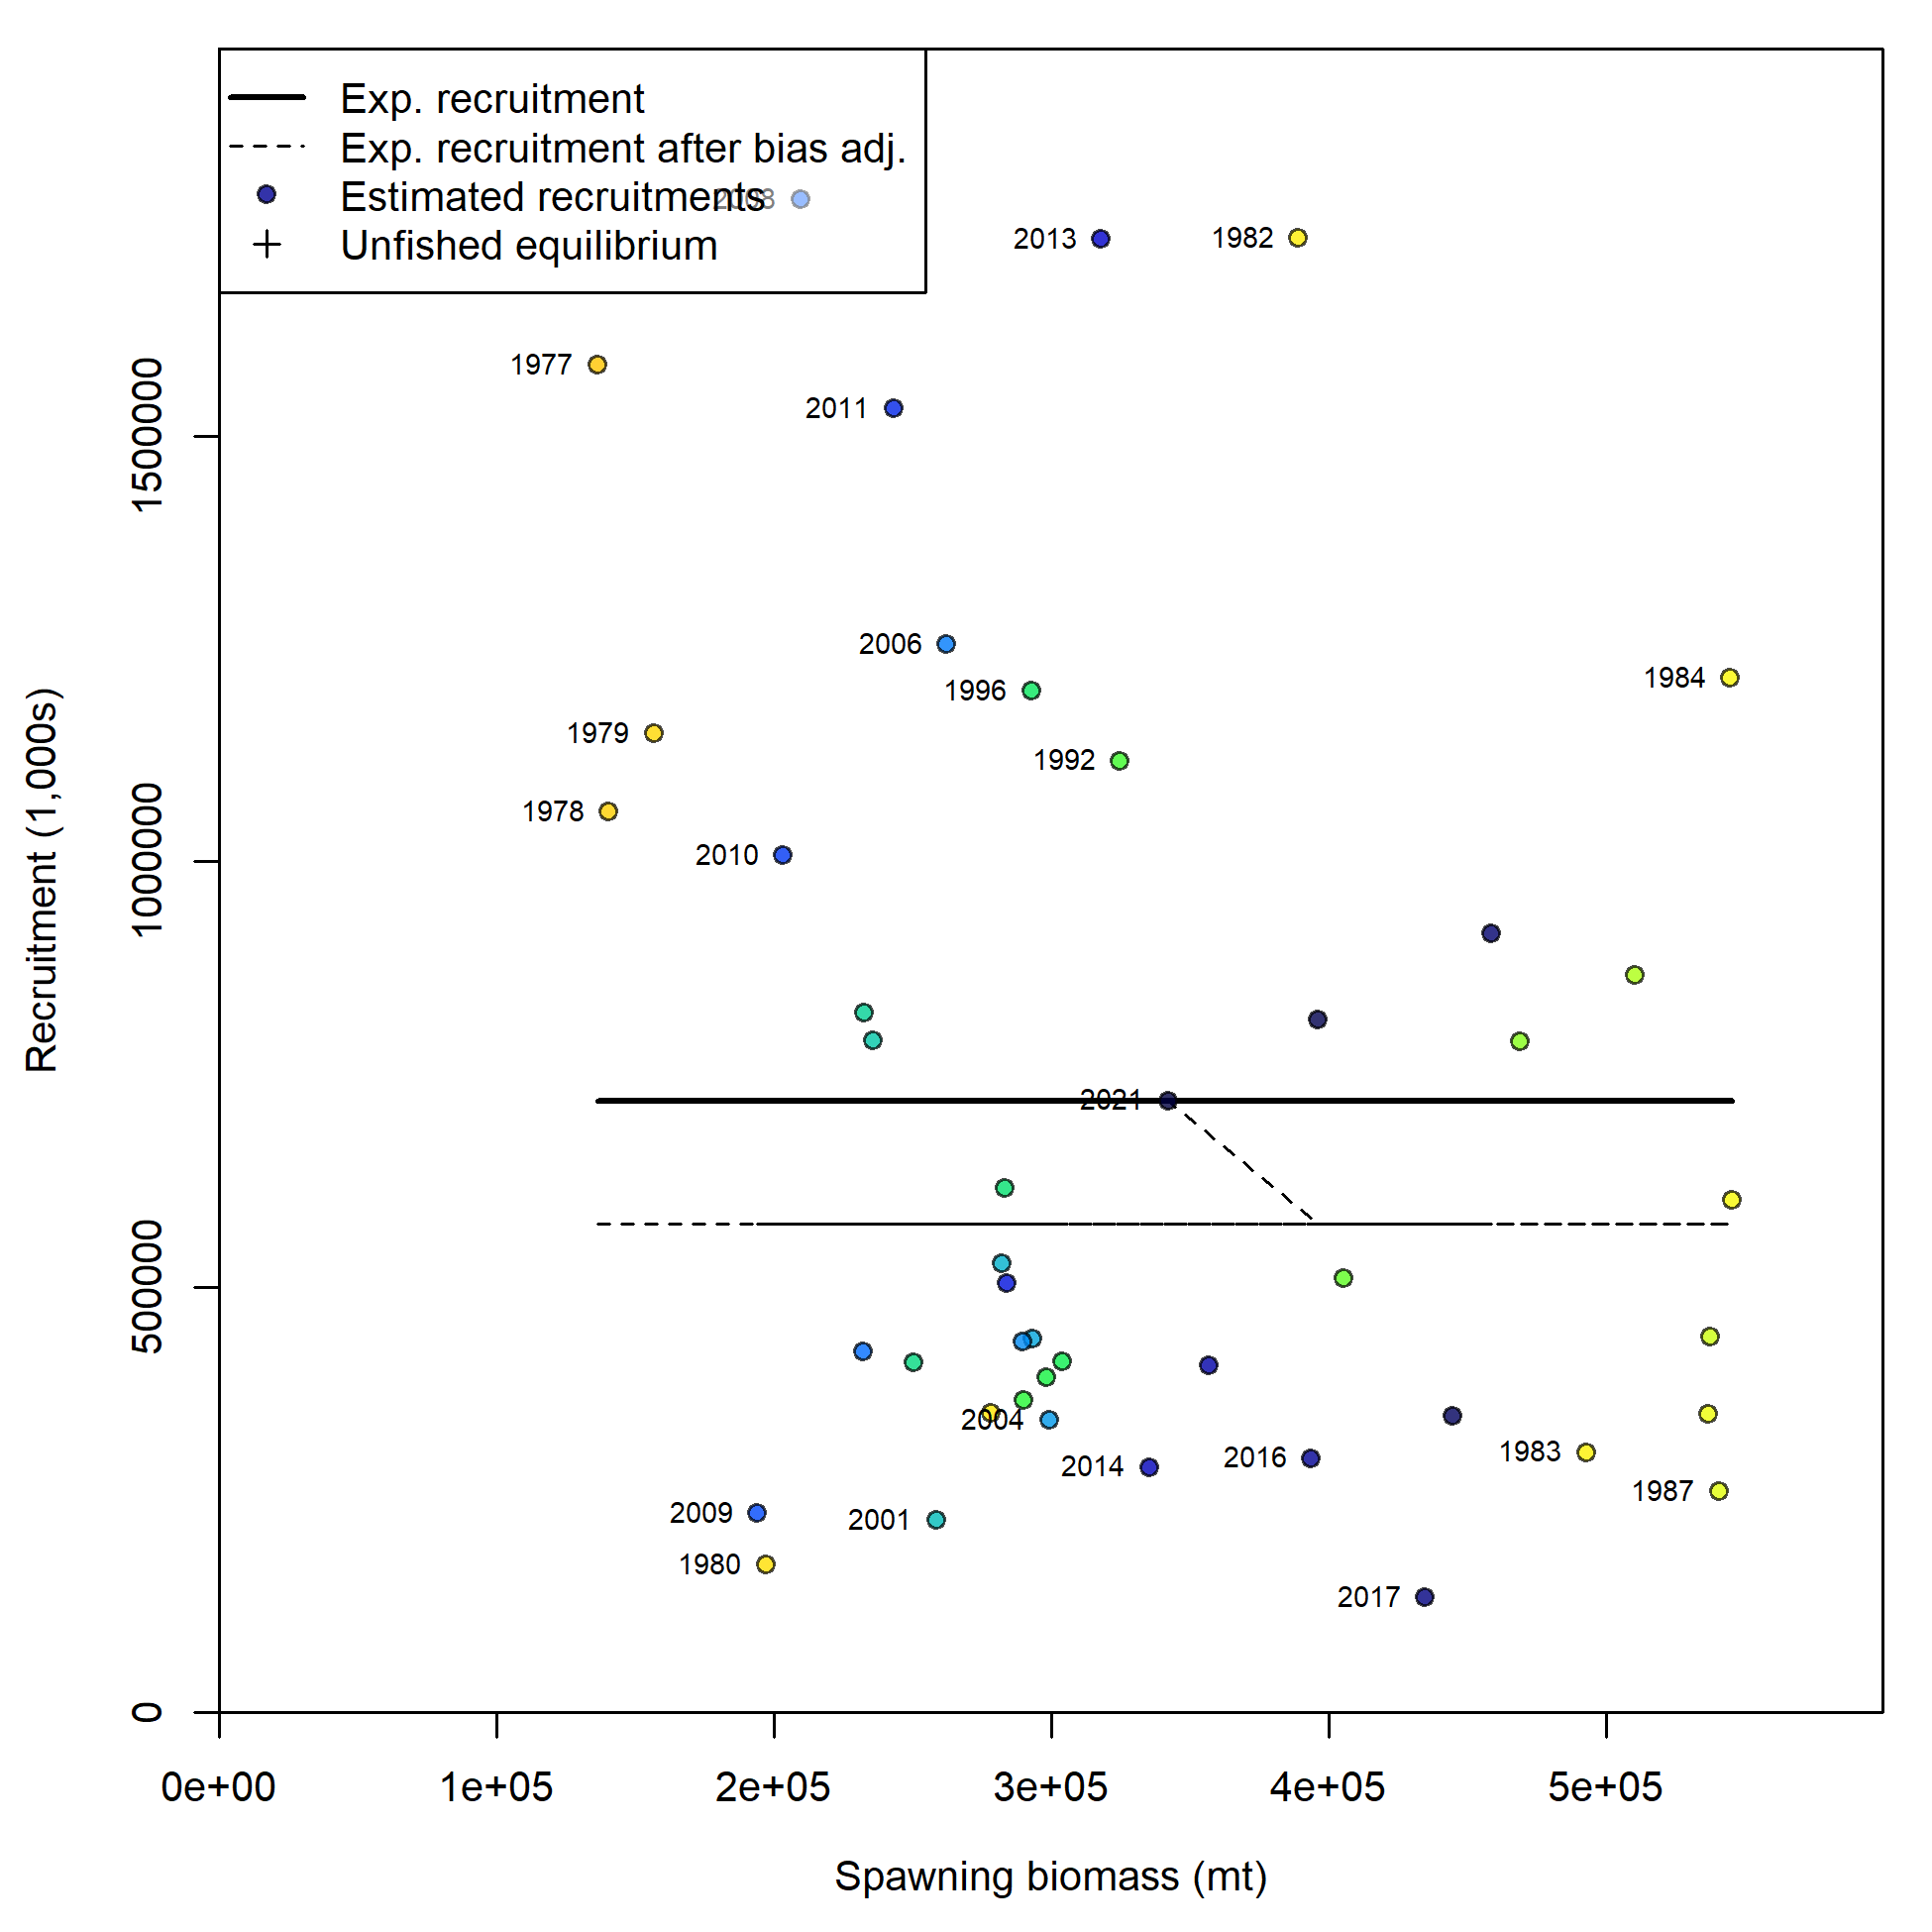 Exp. recruitment
Exp. recruitment after bias adj.
Estimated recruitments
2008
Unfished equilibrium
2013
1982
1977
2011
2006
1996
1984
1979
1992
1978
2010
2021
2004
2014
2016
1983
1987
2009
2001
1980
2017
Recruitment (1,000s)
1500000
1000000
500000
0
0e+00
1e+05
2e+05
3e+05
4e+05
5e+05
Spawning biomass (mt)